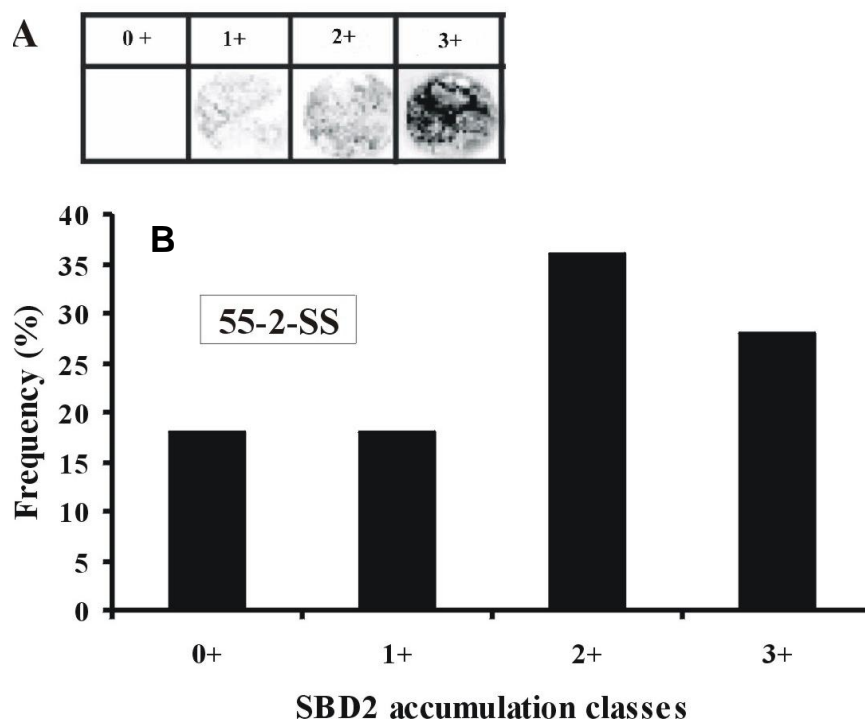 A
0 + 1+ 2+ 3+
B
55-2-SS
Frequency (%)
40
35
30
25
20
15
10
5
0
0+ 1+ 2+ 3+
SBD2 accumulation classes